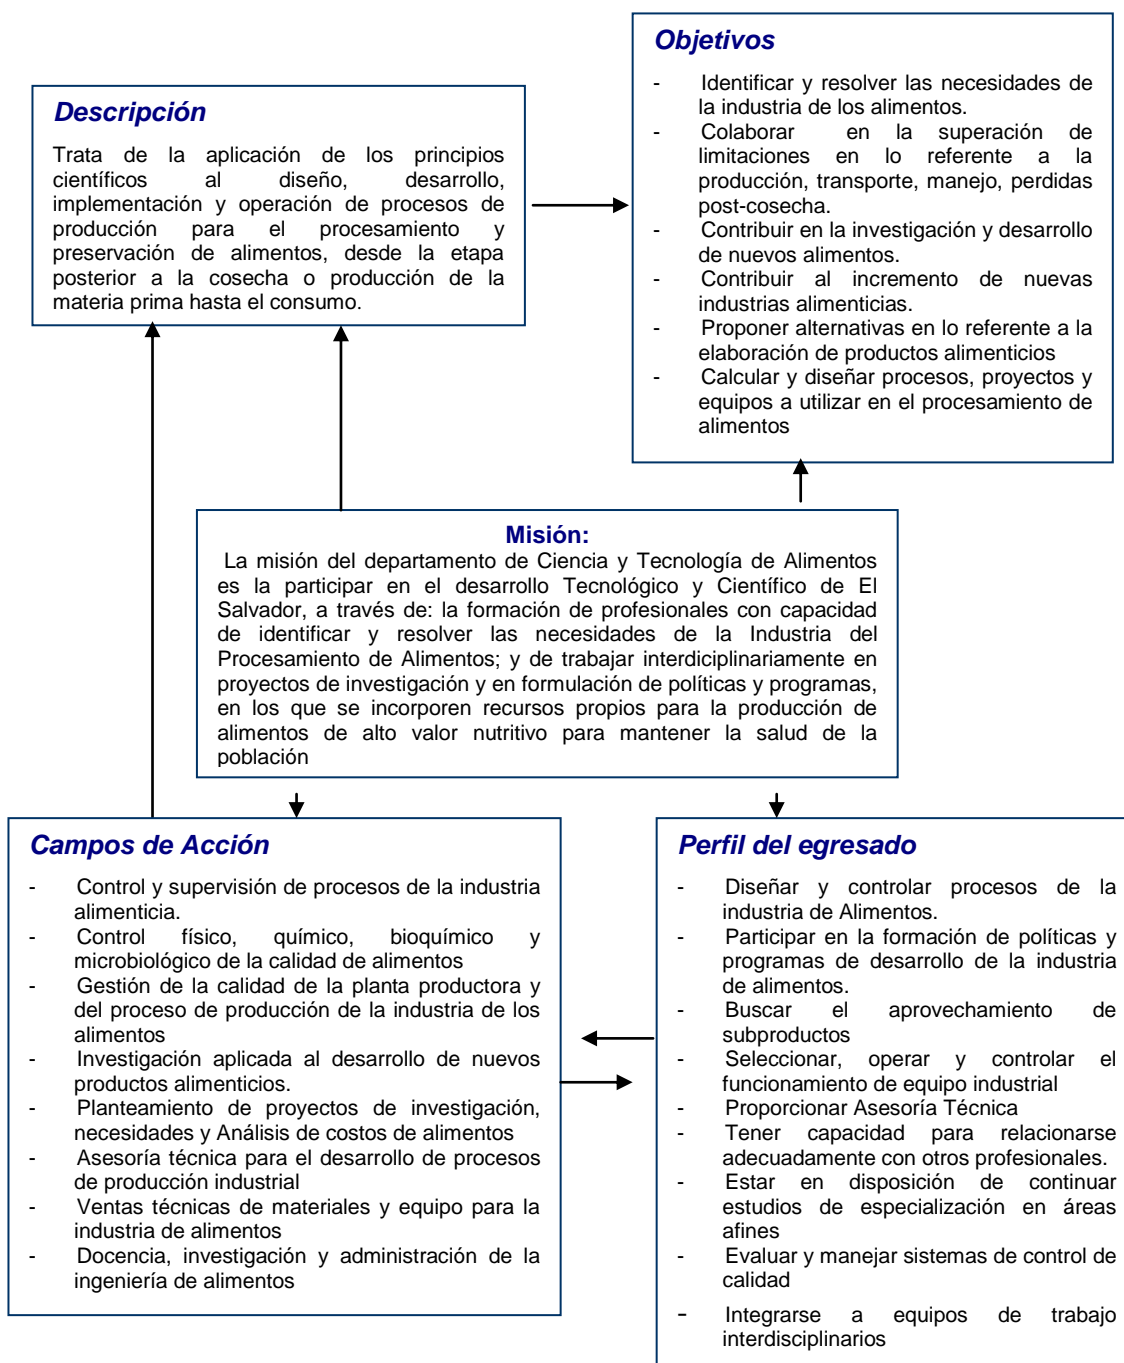 Descripción
Trata de la aplicación de los principios
científicos al diseño, desarrollo,
implementación y operación de procesos de
producción para el procesamiento y
preservación de alimentos, desde la etapa
posterior a la cosecha o producción de la
materia prima hasta el consumo.
Objetivos
- Identificar y resolver las necesidades de
la industria de los alimentos.
- Colaborar en la superación de
limitaciones en lo referente a la
producción, transporte, manejo, perdidas
post-cosecha.
- Contribuir en la investigación y desarrollo
de nuevos alimentos.
- Contribuir al incremento de nuevas
industrias alimenticias.
- Proponer alternativas en lo referente a la
elaboración de productos alimenticios
- Calcular y diseñar procesos, proyectos y
equipos a utilizar en el procesamiento de
alimentos
Misión:
La misión del departamento de Ciencia y Tecnología de Alimentos
es la participar en el desarrollo Tecnológico y Científico de El
Salvador, a través de: la formación de profesionales con capacidad
de identificar y resolver las necesidades de la Industria del
Procesamiento de Alimentos; y de trabajar interdiciplinariamente en
proyectos de investigación y en formulación de políticas y programas,
en los que se incorporen recursos propios para la producción de
alimentos de alto valor nutritivo para mantener la salud de la
población
Campos de Acción
- Control y supervisión de procesos de la industria
alimenticia.
- Control físico, químico, bioquímico y
microbiológico de la calidad de alimentos
- Gestión de la calidad de la planta productora y
del proceso de producción de la industria de los
alimentos
- Investigación aplicada al desarrollo de nuevos
productos alimenticios.
- Planteamiento de proyectos de investigación,
necesidades y Análisis de costos de alimentos
- Asesoría técnica para el desarrollo de procesos
de producción industrial
- Ventas técnicas de materiales y equipo para la
industria de alimentos
- Docencia, investigación y administración de la
ingeniería de alimentos
Perfil del egresado
- Diseñar y controlar procesos de la
industria de Alimentos.
- Participar en la formación de políticas y
programas de desarrollo de la industria
de alimentos.
- Buscar el aprovechamiento de
subproductos
- Seleccionar, operar y controlar el
funcionamiento de equipo industrial
- Proporcionar Asesoría Técnica
- Tener capacidad para relacionarse
adecuadamente con otros profesionales.
- Estar en disposición de continuar
estudios de especialización en áreas
afines
- Evaluar y manejar sistemas de control de
calidad
- Integrarse a equipos de trabajo
interdisciplinarios